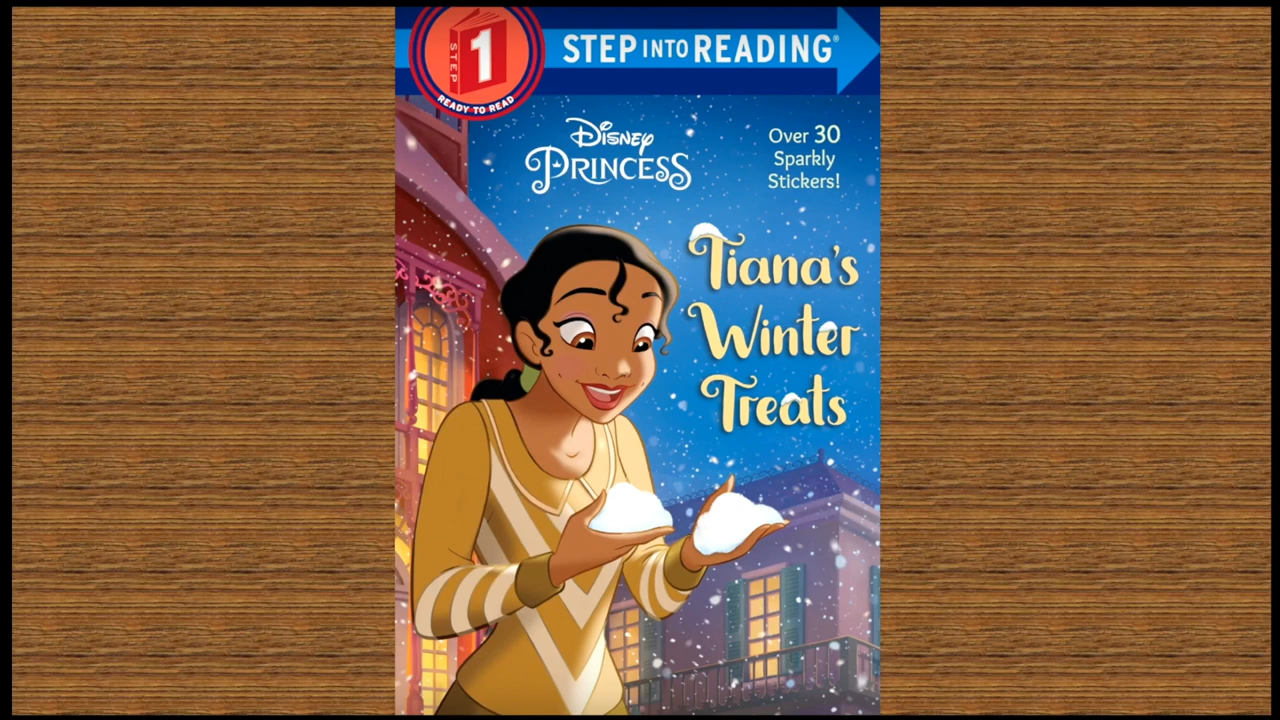 STEP 1
READY TO READ
STEP INTO READING®
Disney
PRINCESS
Over 30
Sparkly
Stickers!
Tiana's
Winter
Treats